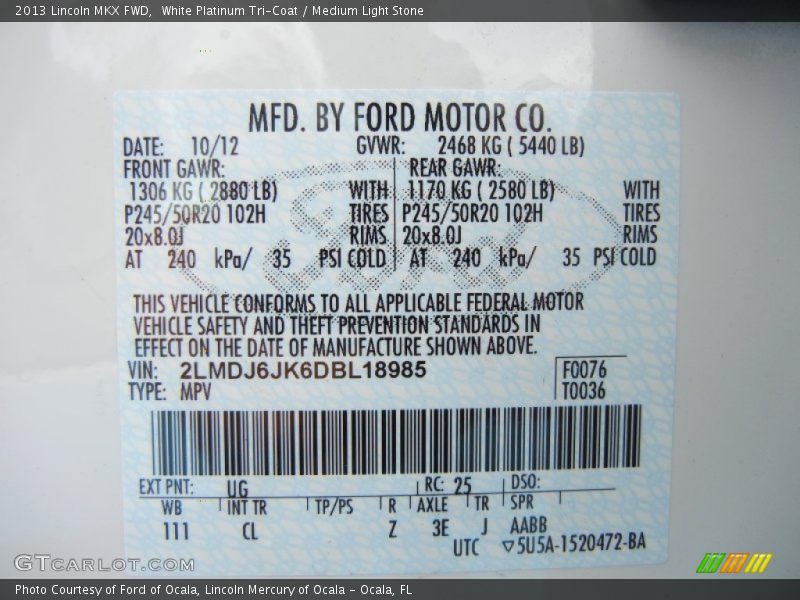 2013 Lincoln MKX FWD,  White Platinum Tri-Coat / Medium Light Stone
MFD. BY FORD MOTOR CO.
DATE: 10/12 GVWR: 2468 KG ( 5440 LB)
FRONT GAWR: REAR GAWR:
1306 KG ( 2880 LB) WITH 1170 KG ( 2580 LB) WITH
P245/50R20 102H TIRES P245/50R20 102H TIRES
20x8.0J RIMS 20x8.0J RIMS
AT 240 kPa/ 35 PSI COLD AT 240 kPa/ 35 PSI COLD
THIS VEHICLE CONFORMS TO ALL APPLICABLE FEDERAL MOTOR
VEHICLE SAFETY AND THEFT PREVENTION STANDARDS IN
EFFECT ON THE DATE OF MANUFACTURE SHOWN ABOVE.
VIN: 2LMDJ6JK6DBL18985 F0076
TYPE: MPV T0036
EXT PNT: UG RC: 25 DSO:
WB INT TR TP/PS R AXLE TR SPR
111 CL Z 3E J AABB
UTC ▽5U5A-1520472-BA
GTCARLOT.COM
Photo Courtesy of Ford of Ocala, Lincoln Mercury of Ocala - Ocala, FL